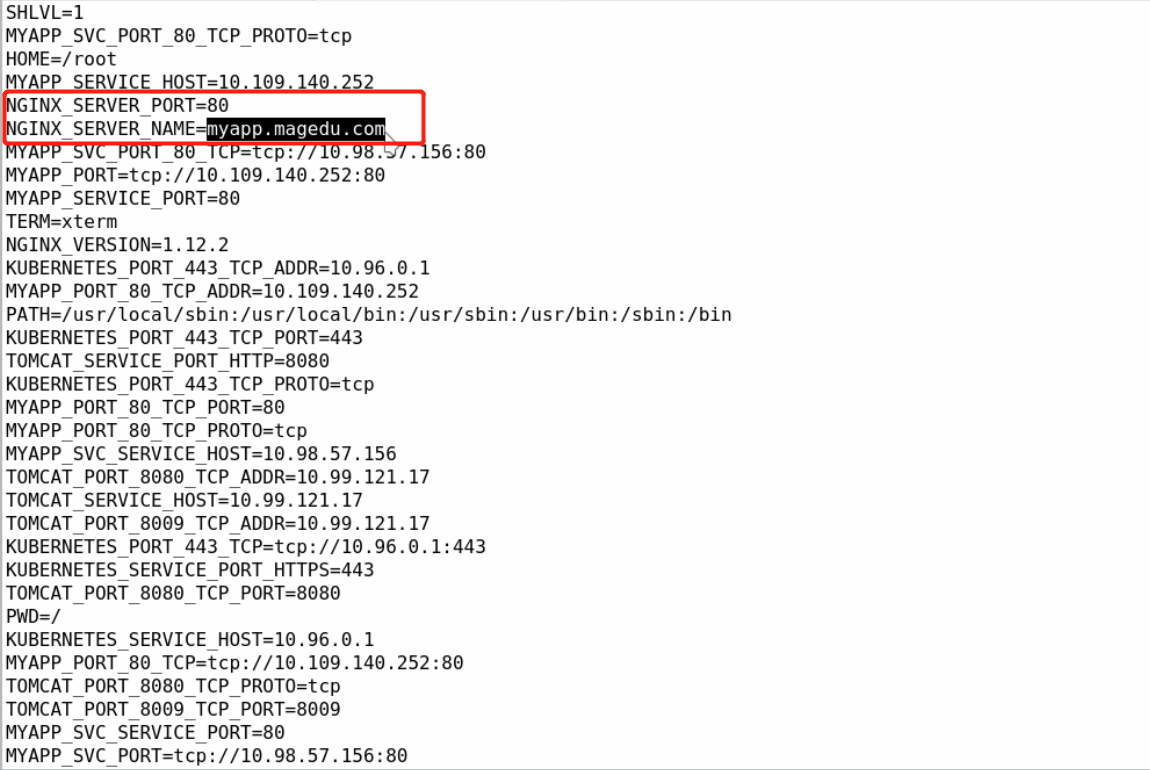 SHLVL=1
MYAPP_SVC_PORT_80_TCP_PROTO=tcp
HOME=/root
MYAPP_SERVICE_HOST=10.109.140.252
NGINX_SERVER_PORT=80
NGINX_SERVER_NAME=myapp.magedu.com
MYAPP_SVC_PORT_80_TCP=tcp://10.98.57.156:80
MYAPP_PORT=tcp://10.109.140.252:80
MYAPP_SERVICE_PORT=80
TERM=xterm
NGINX_VERSION=1.12.2
KUBERNETES_PORT_443_TCP_ADDR=10.96.0.1
MYAPP_PORT_80_TCP_ADDR=10.109.140.252
PATH=/usr/local/sbin:/usr/local/bin:/usr/sbin:/usr/bin:/sbin:/bin
KUBERNETES_PORT_443_TCP_PORT=443
TOMCAT_SERVICE_PORT_HTTP=8080
KUBERNETES_PORT_443_TCP_PROTO=tcp
MYAPP_PORT_80_TCP_PORT=80
MYAPP_PORT_80_TCP_PROTO=tcp
MYAPP_SVC_SERVICE_HOST=10.98.57.156
TOMCAT_PORT_8080_TCP_ADDR=10.99.121.17
TOMCAT_SERVICE_HOST=10.99.121.17
TOMCAT_PORT_8009_TCP_ADDR=10.99.121.17
KUBERNETES_PORT_443_TCP=tcp://10.96.0.1:443
KUBERNETES_SERVICE_PORT_HTTPS=443
TOMCAT_PORT_8080_TCP_PORT=8080
PWD=/
KUBERNETES_SERVICE_HOST=10.96.0.1
MYAPP_PORT_80_TCP=tcp://10.109.140.252:80
TOMCAT_PORT_8080_TCP_PROTO=tcp
TOMCAT_PORT_8009_TCP_PORT=8009
MYAPP_SVC_SERVICE_PORT=80
MYAPP_SVC_PORT=tcp://10.98.57.156:80